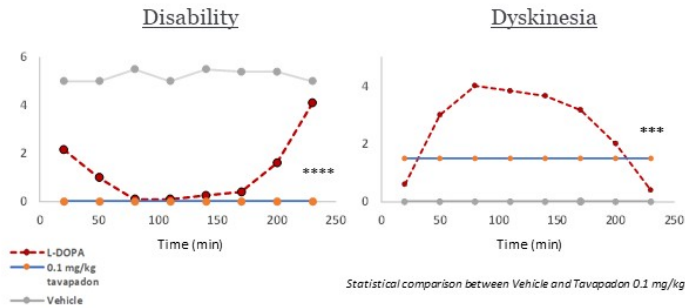 Disability
6
4
2
0
****
0 50 100 150 200 250
Time (min)
Dyskinesia
4
2
0
***
0 50 100 150 200 250
Time (min)
L-DOPA
0.1 mg/kg
tavapadon
Vehicle
Statistical comparison between Vehicle and Tavapadon 0.1 mg/kg